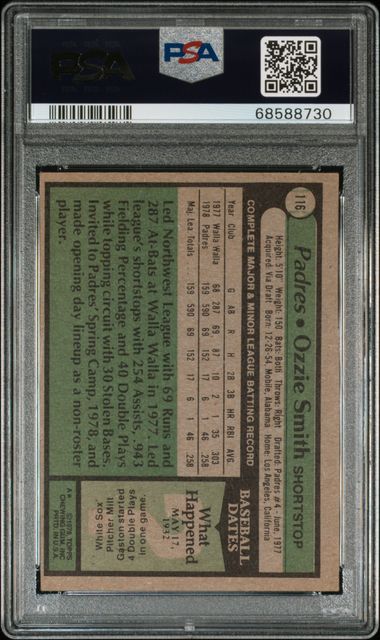 PSA
PSA
68588730
116 Padres • Ozzie Smith SHORTSTOP
Height: 5'10" Weight: 150 Bats: Both Throws: Right Drafted: Padres #4 - June, 1977
Acquired: Via Draft Born: 12-26-54 Mobile, Alabama Home: Los Angeles, California
COMPLETE MAJOR & MINOR LEAGUE BATTING RECORD
Year Club G AB R H 2B 3B HR RBI AVG
1977 Walla Walla 68 287 69 87 10 2 1 35 .303
1978 Padres 159 590 69 152 17 6 1 46 .258
Maj. Lea. Totals 159 590 69 152 17 6 1 46 .258
Led Northwest League with 69 Runs and
287 At-Bats at Walla Walla in 1977. Led
league's shortstops with 254 Assists, .943
Fielding Percentage and 40 Double Plays
while topping circuit with 30 Stolen Bases.
Invited to Padres' Spring Camp, 1978, and
made opening day lineup as a non-roster
player.
BASEBALL
DATES
What
Happened
MAY 17,
1932
White Sox'
Pitcher Milt
Gaston started
4 Double Plays
in one game.
© 1979 TOPPS
CHEWING GUM, INC.
PRTD. IN U.S.A.